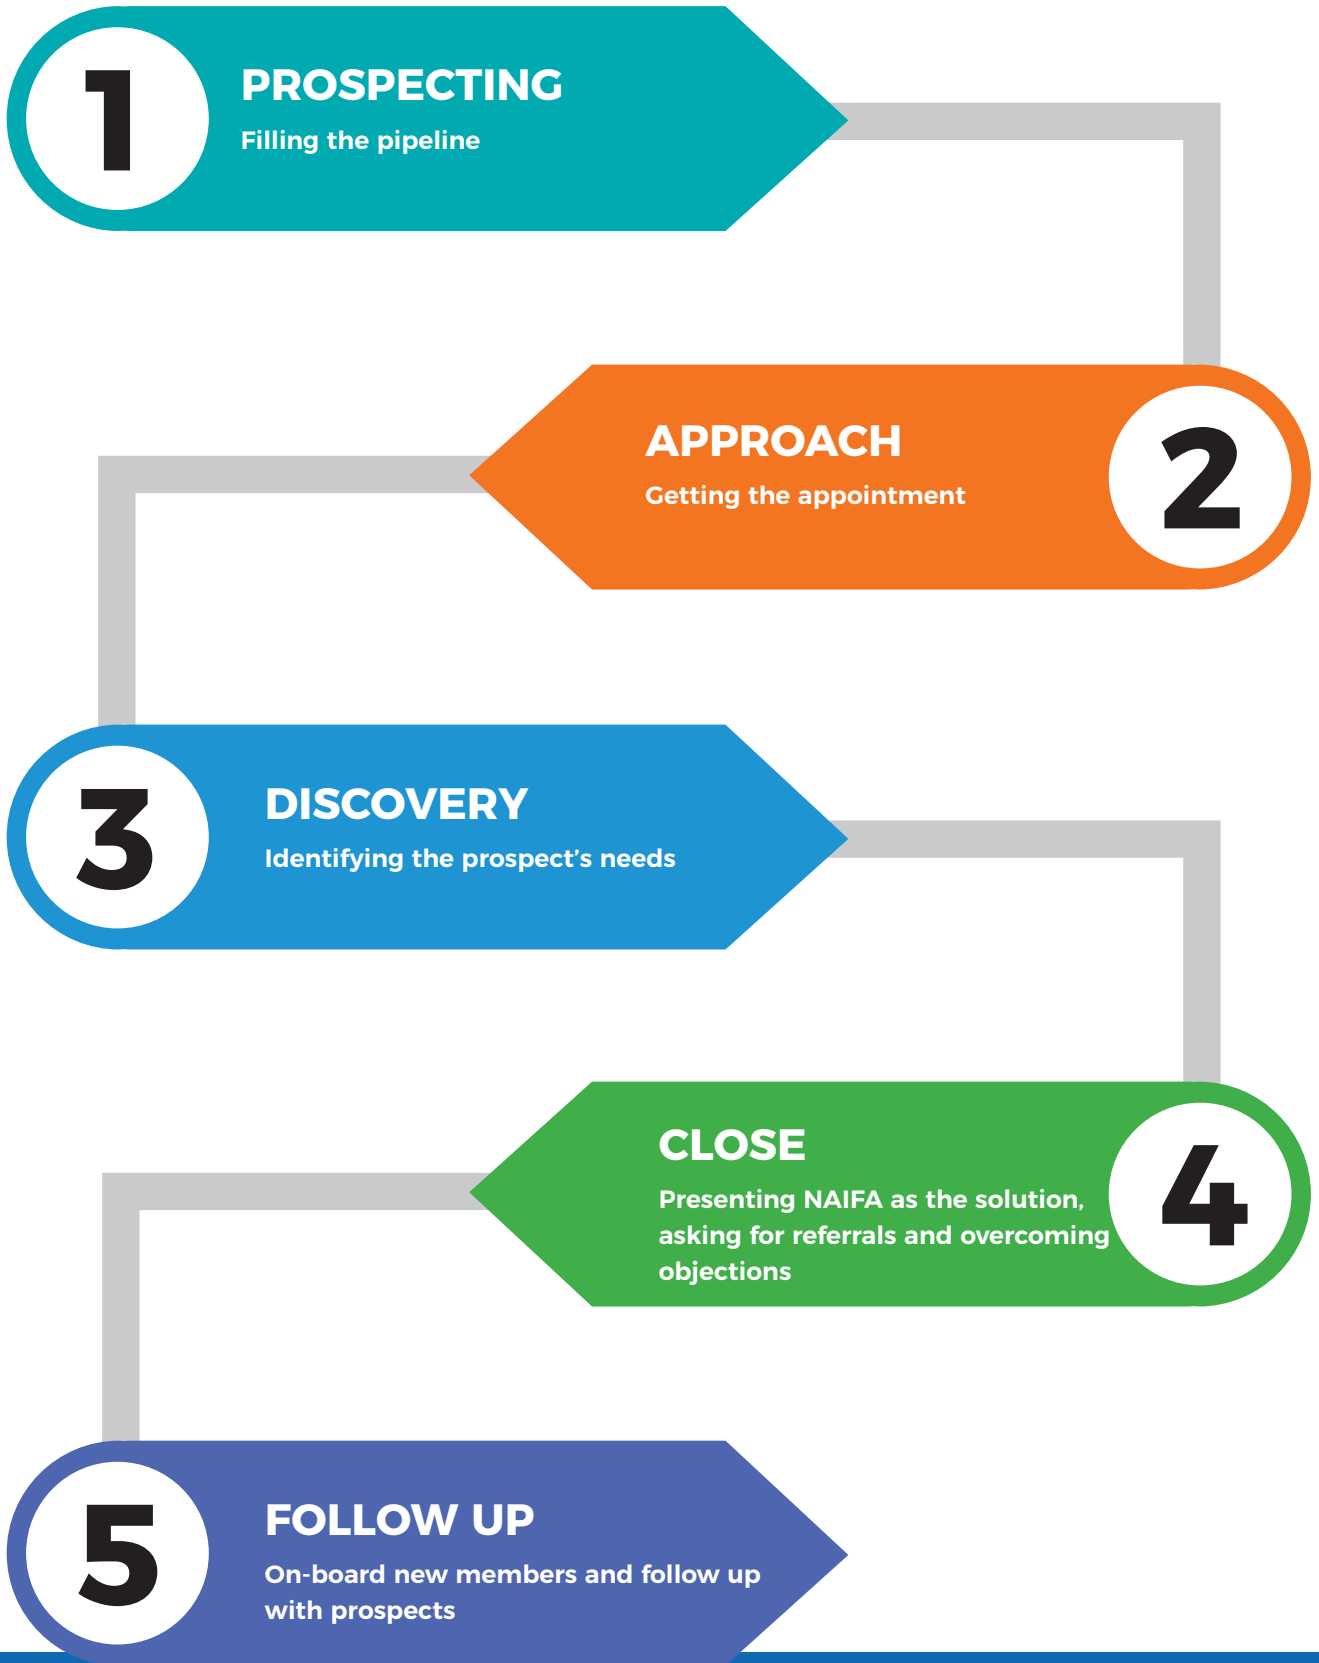 1
PROSPECTING
Filling the pipeline
APPROACH
Getting the appointment
2
3
DISCOVERY
Identifying the prospect's needs
CLOSE
Presenting NAIFA as the solution,
asking for referrals and overcoming
objections
4
5
FOLLOW UP
On-board new members and follow up
with prospects